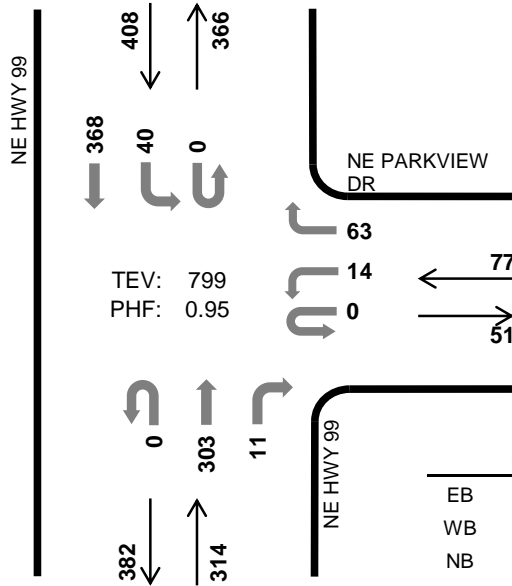 408
366
NE HWY 99
368
40
0
NE PARKVIEW
DR
63
TEV: 799
14
77
PHF: 0.95
0
51
0
303
11
NE HWY 99
EB
WB
NB
382
314